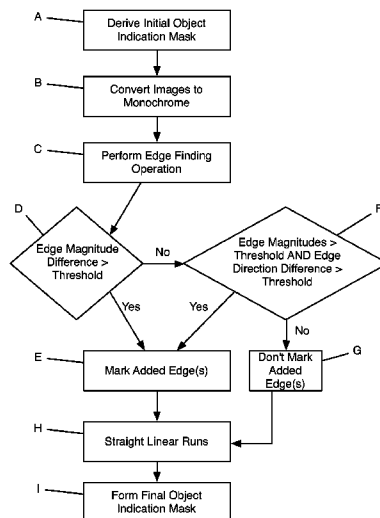 A
Derive Initial Object
Indication Mask
B
Convert Images to
Monochrome
C
Perform Edge Finding
Operation
D
Edge Magnitude
Difference >
Threshold
No
F
Edge Magnitudes >
Threshold AND Edge
Direction Difference >
Threshold
Yes
Yes
No
E
Mark Added Edge(s)
Don't Mark
Added
Edge(s)
G
H
Straight Linear Runs
I
Form Final Object
Indication Mask